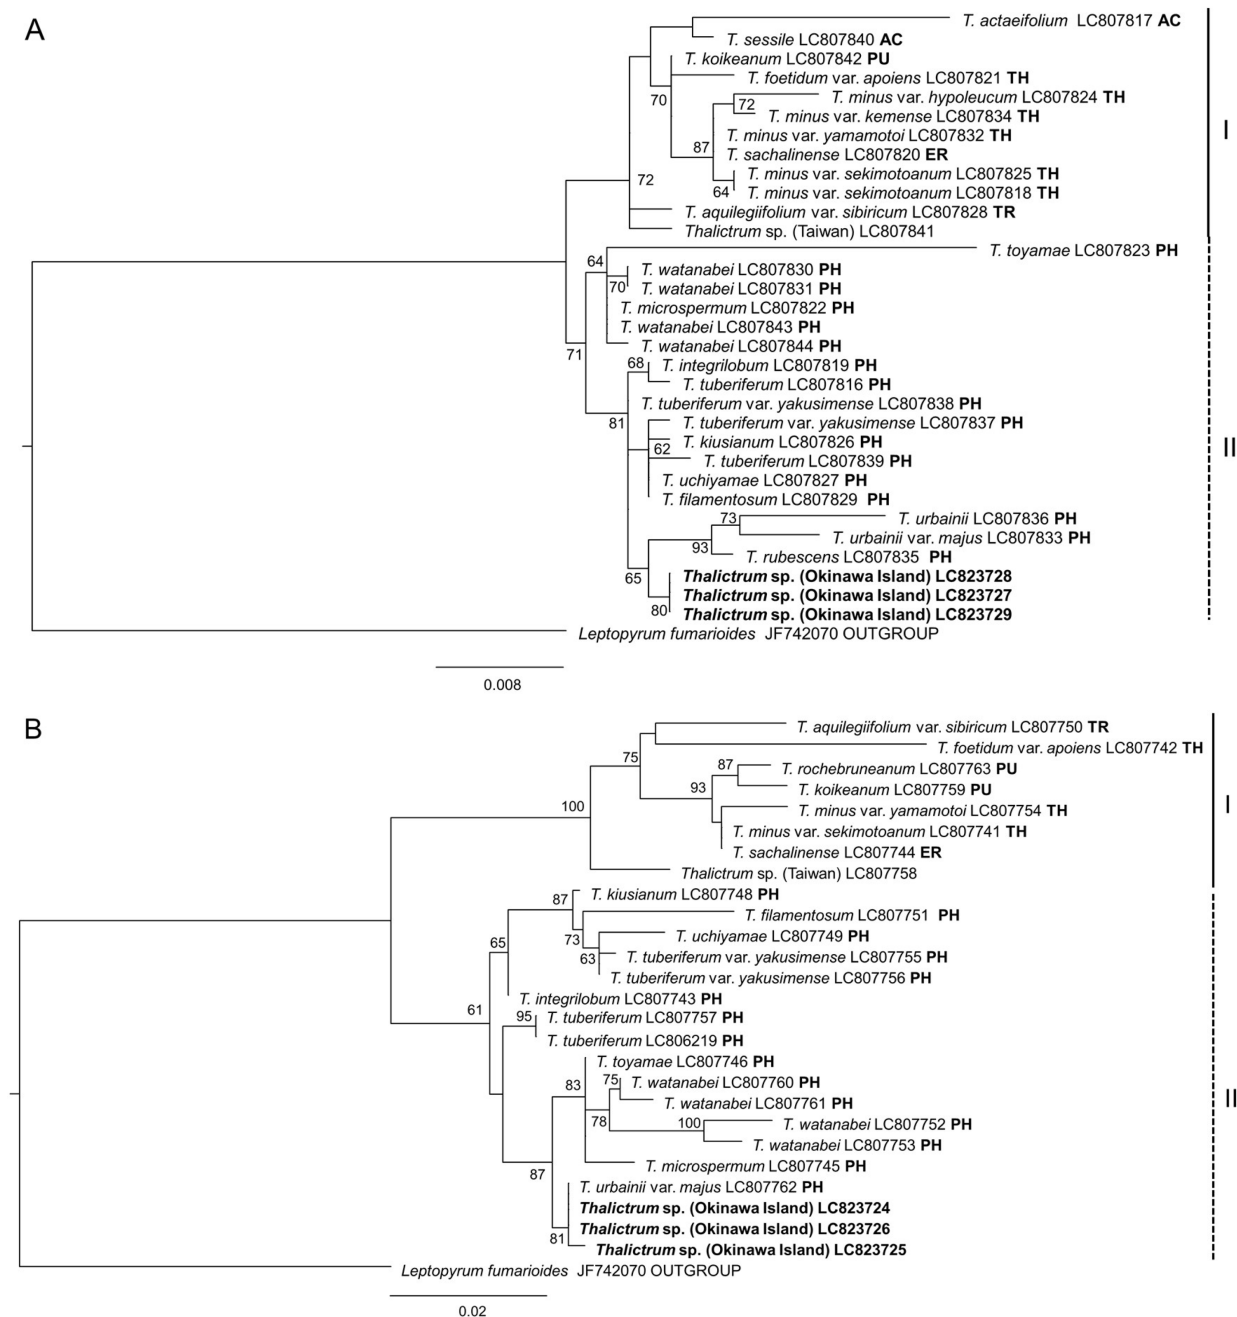 A
T. actaeifolium LC807817 AC
T. sessile LC807840 AC
T. koikeanum LC807842 PU
T. foetidum var. apoiens LC807821 TH
70
T. minus var. hypoleucum LC807824 TH
72
T. minus var. kemense LC807834 TH
T. minus var. yamamotoi LC807832 TH
I
87
T. sachalinense LC807820 ER
T. minus var. sekimotoanum LC807825 TH
72
64
T. minus var. sekimotoanum LC807818 TH
T. aquilegiifolium var. sibiricum LC807828 TR
Thalictrum sp. (Taiwan) LC807841
T. toyamae LC807823 PH
64
T. watanabei LC807830 PH
70
T. watanabei LC807831 PH
T. microspermum LC807822 PH
T. watanabei LC807843 PH
T. watanabei LC807844 PH
71
68
T. integrilobum LC807819 PH
T. tuberiferum LC807816 PH
T. tuberiferum var. yakusimense LC807838 PH
81
T. tuberiferum var. yakusimense LC807837 PH
T. kiusianum LC807826 PH
62
II
T. tuberiferum LC807839 PH
T. uchiyamae LC807827 PH
T. filamentosum LC807829 PH
73
T. urbainii LC807836 PH
T. urbainii var. majus LC807833 PH
93
T. rubescens LC807835 PH
65
Thalictrum sp. (Okinawa Island) LC823728
Thalictrum sp. (Okinawa Island) LC823727
80
Thalictrum sp. (Okinawa Island) LC823729
Leptopyrum fumarioides JF742070 OUTGROUP
0.008
B
T. aquilegiifolium var. sibiricum LC807750 TR
T. foetidum var. apoiens LC807742 TH
75
87
T. rochebruneanum LC807763 PU
93
T. koikeanum LC807759 PU
100
T. minus var. yamamotoi LC807754 TH
I
T. minus var. sekimotoanum LC807741 TH
T. sachalinense LC807744 ER
Thalictrum sp. (Taiwan) LC807758
87
T. kiusianum LC807748 PH
T. filamentosum LC807751 PH
73
T. uchiyamae LC807749 PH
65
63
T. tuberiferum var. yakusimense LC807755 PH
T. tuberiferum var. yakusimense LC807756 PH
T. integrilobum LC807743 PH
61
95
T. tuberiferum LC807757 PH
T. tuberiferum LC806219 PH
T. toyamae LC807746 PH
83
75
T. watanabei LC807760 PH
T. watanabei LC807761 PH
II
78
100
T. watanabei LC807752 PH
T. watanabei LC807753 PH
T. microspermum LC807745 PH
87
T. urbainii var. majus LC807762 PH
Thalictrum sp. (Okinawa Island) LC823724
Thalictrum sp. (Okinawa Island) LC823726
81
Thalictrum sp. (Okinawa Island) LC823725
Leptopyrum fumarioides JF742070 OUTGROUP
0.02